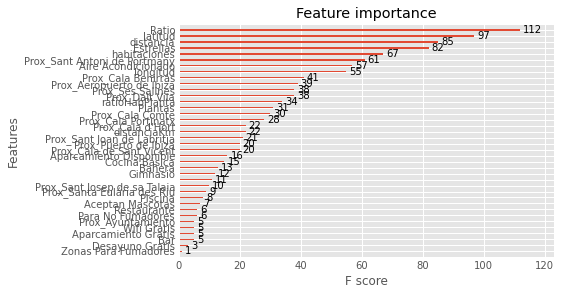 Feature importance
Ratio 112
latitud 97
distancia 85
Estrellas 82
habitaciones 67
Prox_Sant Antoni de Portmany 61
Aire Acondicionado 57
longitud 55
Prox_Cala Benirras 41
Prox_Aeropuerto de Ibiza 39
Prox_Ses Salines 38
Prox_Dalt Vila 38
ratioHabPlanta 34
Plantas 31
Prox_Cala Comte 30
Prox_Cala Portinatx 28
Prox_Cala d'Hort 22
distanciaKm 22
Prox_Sant Joan de Labritja 21
Prox_Puerto de Ibiza 20
Prox_Cala de Sant Vicent 20
Aparcamiento Disponible 16
Cocina Basica 15
13
Gimnasio 12
11
Prox_Sant Josep de sa Talaia 10
Prox_Santa Eularia des Riu 9
Piscina 8
Aceptan Mascotas 7
Restaurante 6
Para No Fumadores 6
Prox_Ayuntamiento 5
Wifi Gratis 5
Aparcamiento Gratis 5
Bar 5
Desayuno Gratis 3
Zonas Para Fumadores 1
0 20 40 60 80 100 120
F score
Features